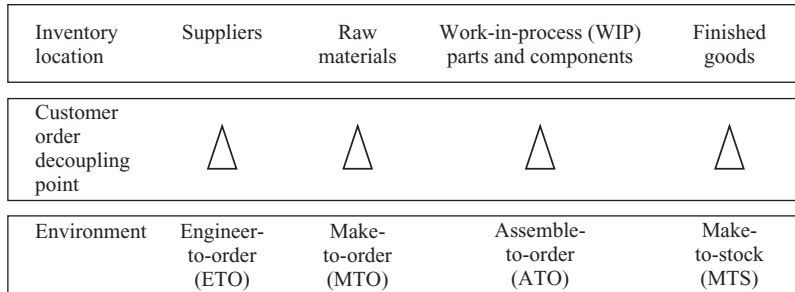 Inventory location
Suppliers
Raw materials
Work-in-process (WIP) parts and components
Finished goods
Customer order decoupling point
Environment
Engineer-to-order (ETO)
Make-to-order (MTO)
Assemble-to-order (ATO)
Make-to-stock (MTS)